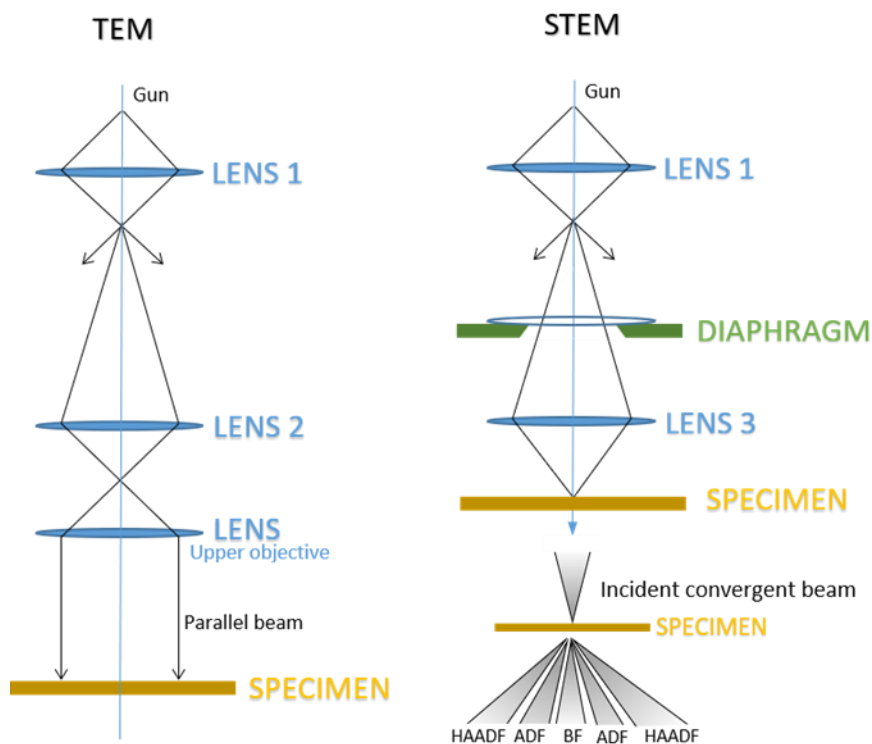 TEM
Gun
LENS 1
LENS 2
LENS
Upper objective
Parallel beam
SPECIMEN
STEM
Gun
LENS 1
DIAPHRAGM
LENS 3
SPECIMEN
Incident convergent beam
SPECIMEN
HAADF ADF BF ADF HAADF